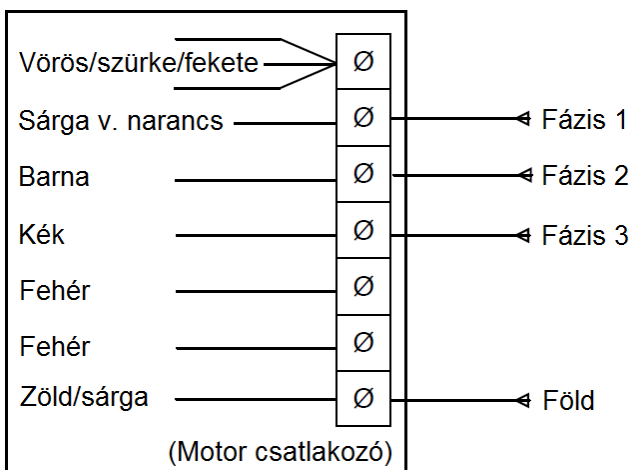 Vörös/szürke/fekete Ø
Sárga v. narancs Ø Fázis 1
Barna Ø Fázis 2
Kék Ø Fázis 3
Fehér Ø
Fehér Ø
Zöld/sárga Ø Föld
(Motor csatlakozó)